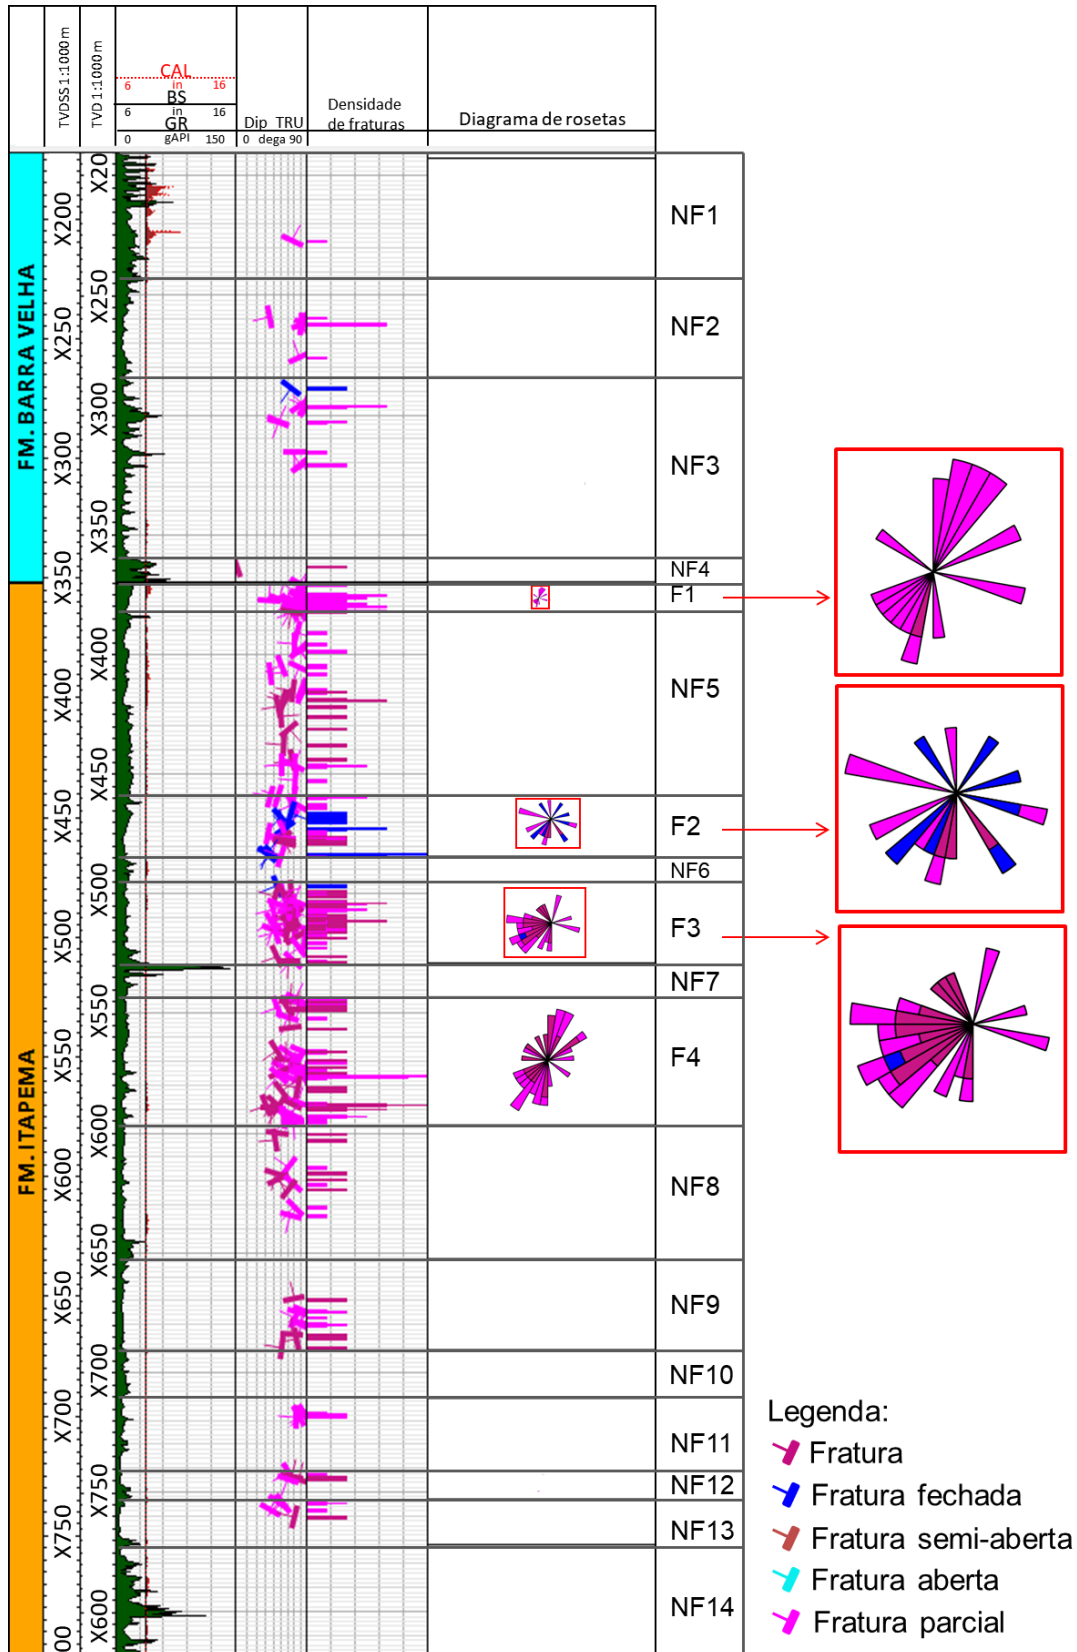 TVDSS 1:1000 m
TVD 1:1000 m
CAL
6 in 16
BS
6 in 16
GR
0 gAPI 150
Dip TRU
0 dega 90
Densidade
de fraturas
Diagrama de rosetas
FM. BARRA VELHA
FM. ITAPEMA
X200
X250
X300
X350
X400
X450
X500
X550
X600
X650
X700
X750
00
X20
X250
X300
X350
X400
X450
X500
X550
X600
X650
X700
X750
X600
NF1
NF2
NF3
NF4
F1
NF5
F2
NF6
F3
NF7
F4
NF8
NF9
NF10
NF11
NF12
NF13
NF14
Legenda:
Fratura
Fratura fechada
Fratura semi-aberta
Fratura aberta
Fratura parcial